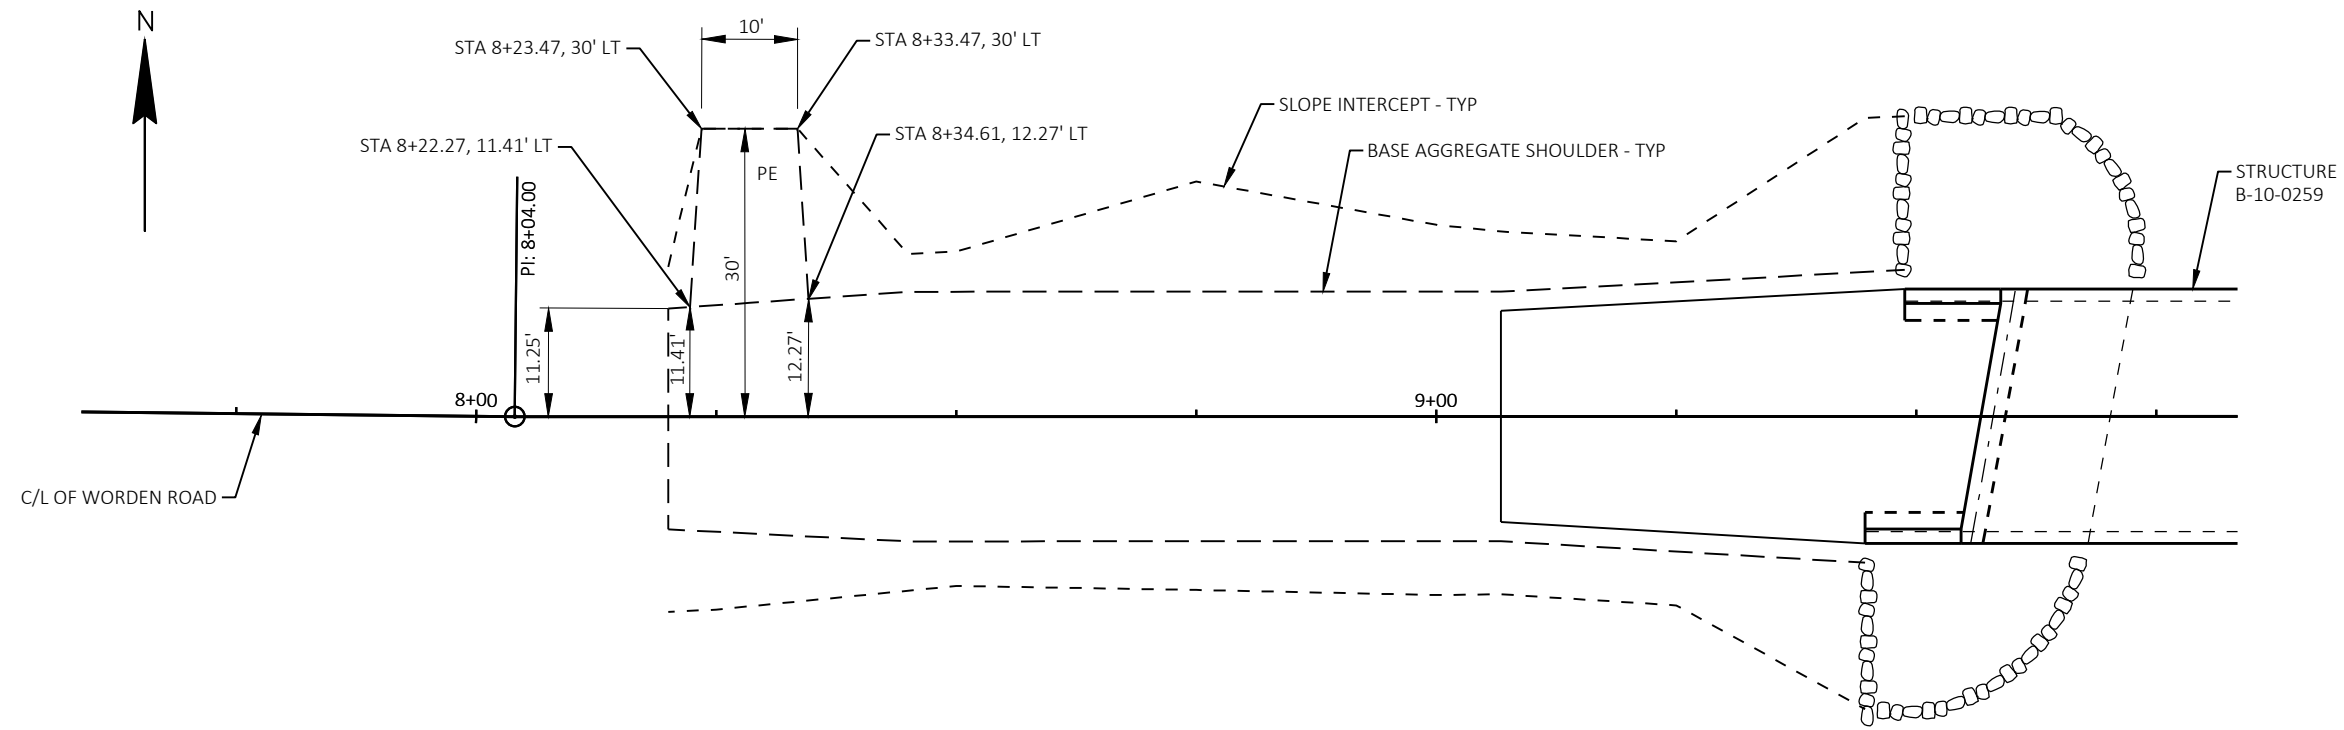 N
10'
STA 8+23.47, 30' LT
STA 8+33.47, 30' LT
SLOPE INTERCEPT - TYP
STA 8+22.27, 11.41' LT
STA 8+34.61, 12.27' LT
BASE AGGREGATE SHOULDER - TYP
PE
STRUCTURE
B-10-0259
PI: 8+04.00
30'
11.25'
11.41'
12.27'
8+00
9+00
C/L OF WORDEN ROAD